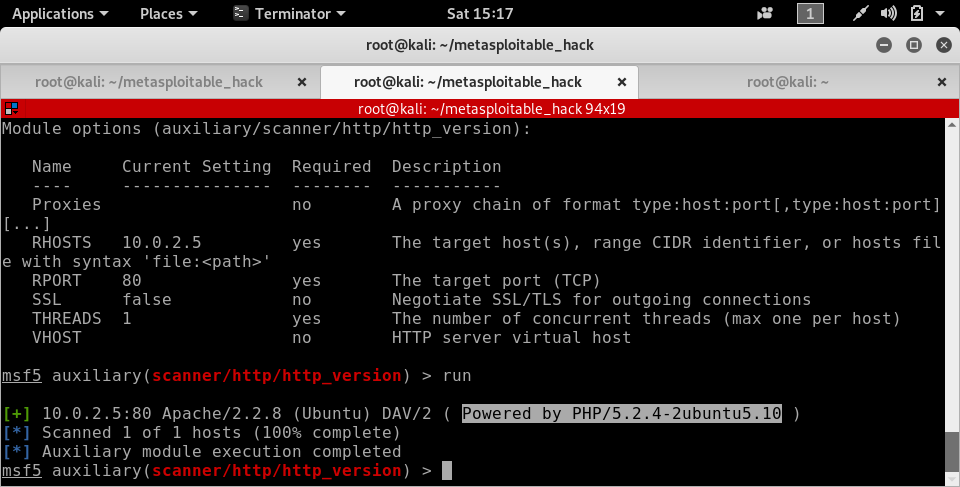 Applications Places Terminator Sat 15:17 1
root@kali: ~/metasploitable_hack
root@kali: ~/metasploitable_hack root@kali: ~/metasploitable_hack root@kali: ~
root@kali: ~/metasploitable_hack 94x19
Module options (auxiliary/scanner/http/http_version):
Name Current Setting Required Description
---- --------------- -------- -----------
Proxies no A proxy chain of format type:host:port[,type:host:port]
[...]
RHOSTS 10.0.2.5 yes The target host(s), range CIDR identifier, or hosts fil
e with syntax 'file:<path>'
RPORT 80 yes The target port (TCP)
SSL false no Negotiate SSL/TLS for outgoing connections
THREADS 1 yes The number of concurrent threads (max one per host)
VHOST no HTTP server virtual host
msf5 auxiliary(scanner/http/http_version) > run
[+] 10.0.2.5:80 Apache/2.2.8 (Ubuntu) DAV/2 ( Powered by PHP/5.2.4-2ubuntu5.10 )
[*] Scanned 1 of 1 hosts (100% complete)
[*] Auxiliary module execution completed
msf5 auxiliary(scanner/http/http_version) >